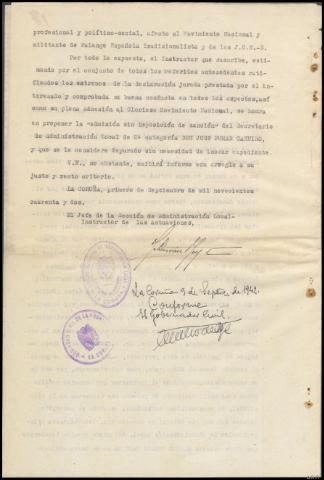 profesional y político-social, afecto al Movimiento Nacional y
militante de Falange Española Tradicionalista y de las J.O.N-S.
Por todo lo expuesto, el Instructor que suscribe, esti-
mando por el conjunto de todos los referidos antecedentes rati-
ficados los extremos de la declaración jurada prestada por el in-
teresado y comprobada su buena conducta en todos los aspectos, así
como su plena adhesión al Glorioso Movimiento Nacional, se honra
en proponer la "admisión sin imposición de sanción" del Secretario
de Administración Local de categoría DON JOSE
y que se le considere depurado sin necesidad de incoar expediente.
V.E., no obstante, emitirá informe con arreglo a su
justo y recto criterio.
LA CORUÑA, primero de Septiembre de mil novecientos
cuarenta y dos.
El Jefe de la Sección de Administración Local-
Instructor de las actuaciones,
La Coruña 9 de Septbre de 1942.
Conforme
El Gobernador Civil,